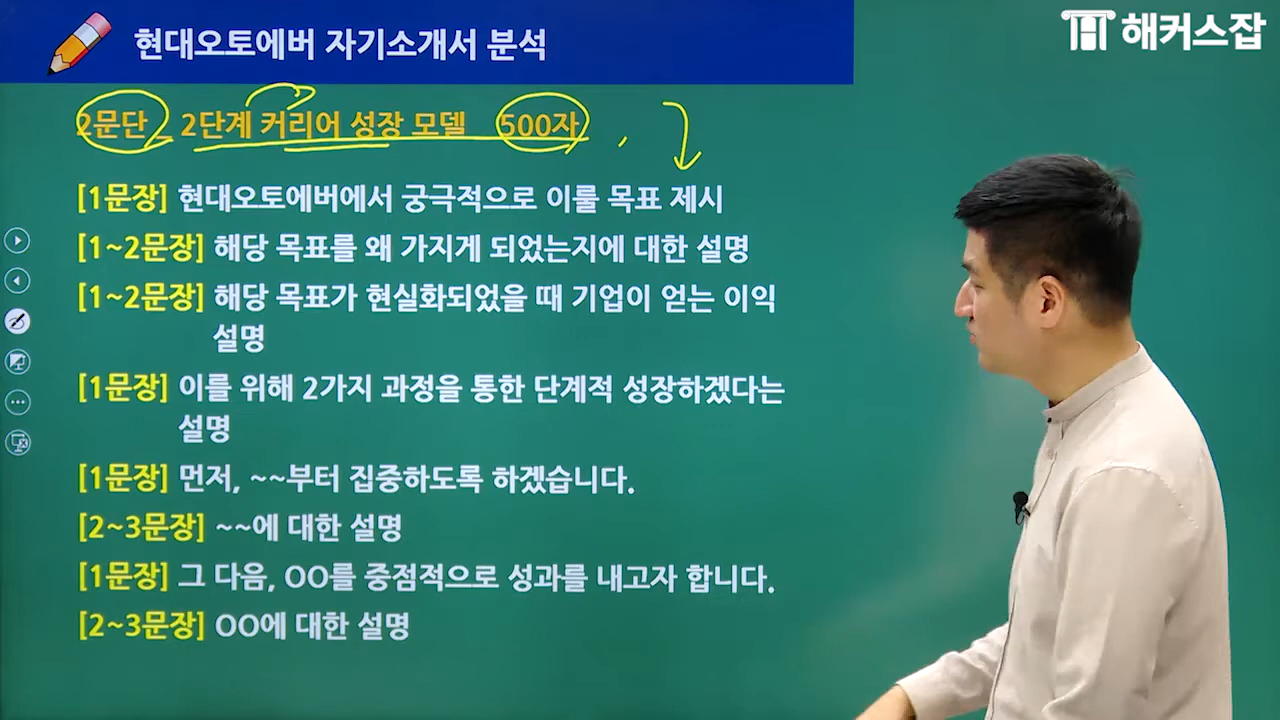 현대오토에버 자기소개서 분석
해커스잡
2문단 _ 2단계 커리어 성장 모델 500자
[1문장] 현대오토에버에서 궁극적으로 이룰 목표 제시
[1~2문장] 해당 목표를 왜 가지게 되었는지에 대한 설명
[1~2문장] 해당 목표가 현실화되었을 때 기업이 얻는 이익
설명
[1문장] 이를 위해 2가지 과정을 통한 단계적 성장하겠다는
설명
[1문장] 먼저, ~~부터 집중하도록 하겠습니다.
[2~3문장] ~~에 대한 설명
[1문장] 그 다음, OO를 중점적으로 성과를 내고자 합니다.
[2~3문장] OO에 대한 설명